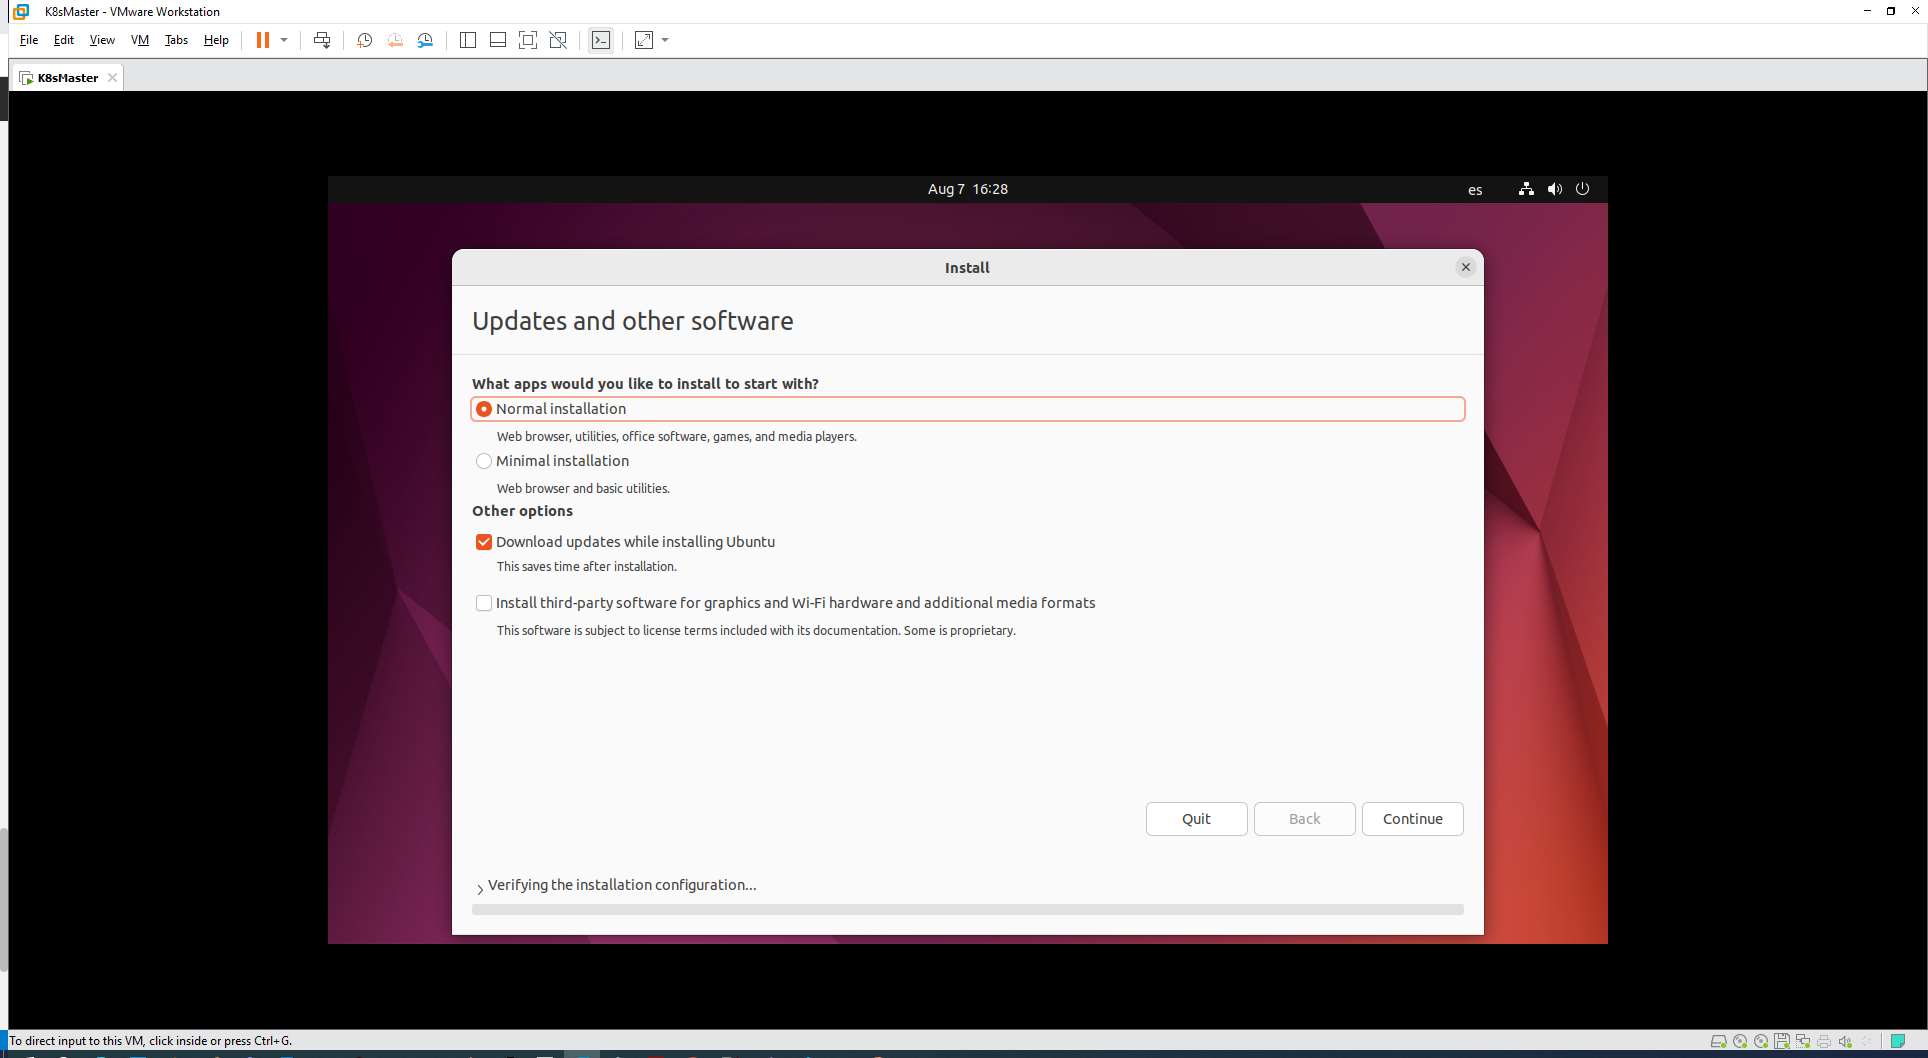 K8sMaster - VMware Workstation
File Edit View VM Tabs Help
K8sMaster
Aug 7 16:28
es
Install
Updates and other software
What apps would you like to install to start with?
Normal installation
Web browser, utilities, office software, games, and media players.
Minimal installation
Web browser and basic utilities.
Other options
Download updates while installing Ubuntu
This saves time after installation.
Install third-party software for graphics and Wi-Fi hardware and additional media formats
This software is subject to license terms included with its documentation. Some is proprietary.
Quit
Back
Continue
Verifying the installation configuration...
To direct input to this VM, click inside or press Ctrl+G.